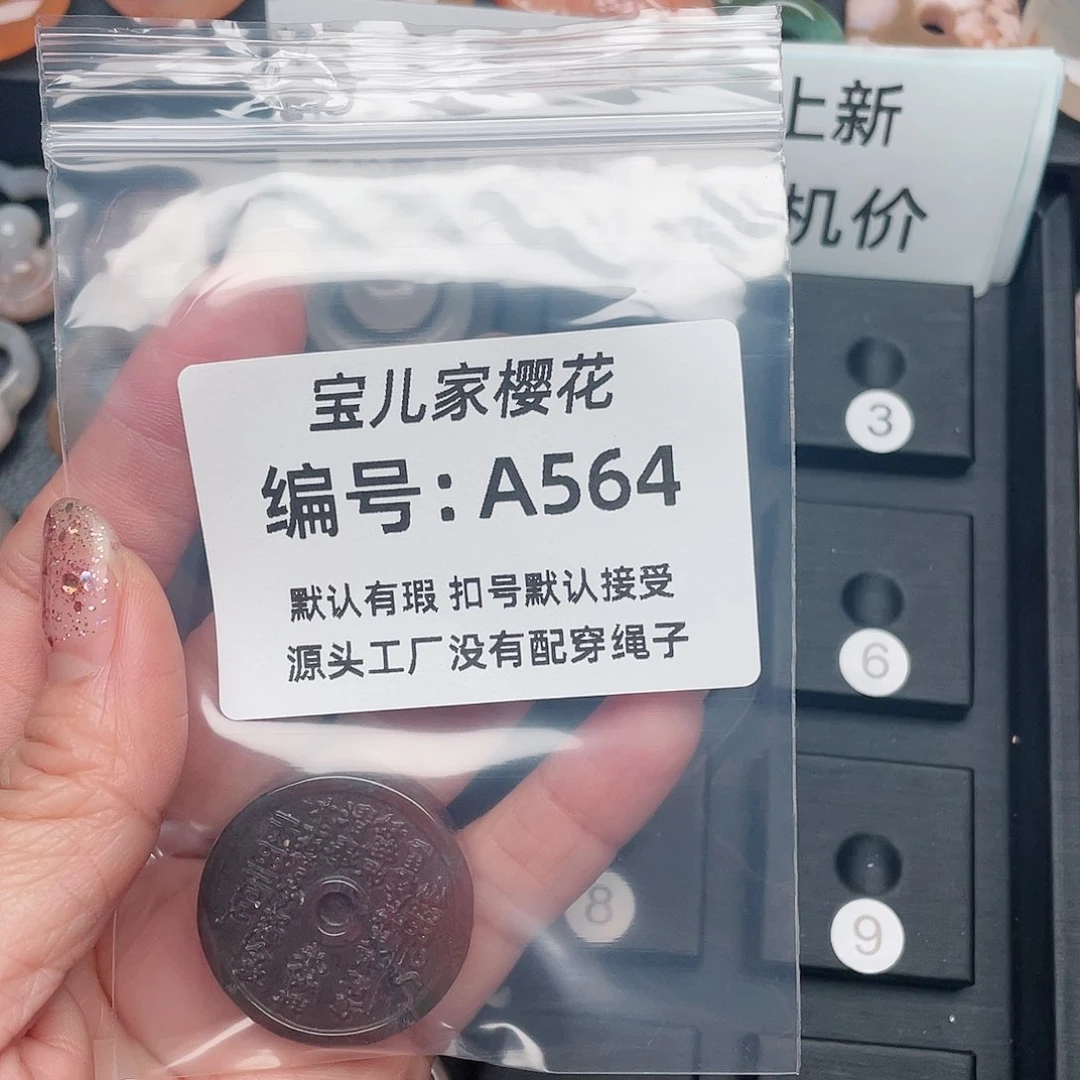 宝儿家樱花
编号:A564
默认有瑕 扣号默认接受
源头工厂没有配穿绳子
上新
机价
3
6
8
9